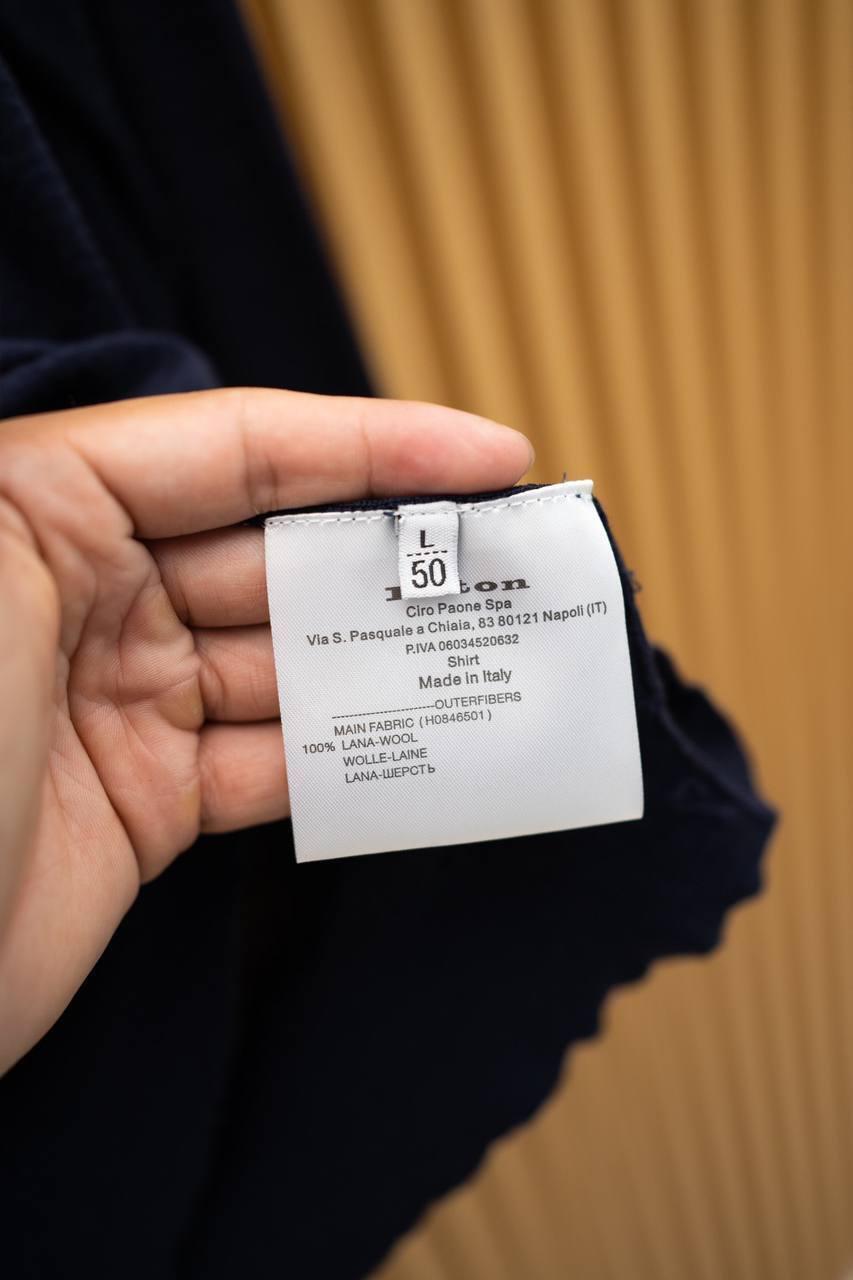 L
50
Ciro Paone Spa
Via S. Pasquale a Chiaia, 83 80121 Napoli (IT)
P.IVA 06034520632
Shirt
Made in Italy
----------------------OUTERFIBERS
MAIN FABRIC (H0846501)
100% LANA-WOOL
WOLLE-LAINE
LANA-ШЕРСТЬ